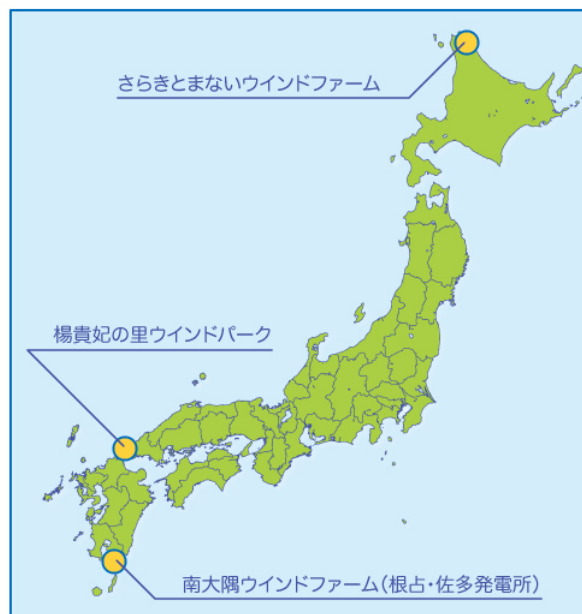 さらきとまないウインドファーム
楊貴妃の里ウインドパーク
南大隅ウインドファーム（根占・佐多発電所）